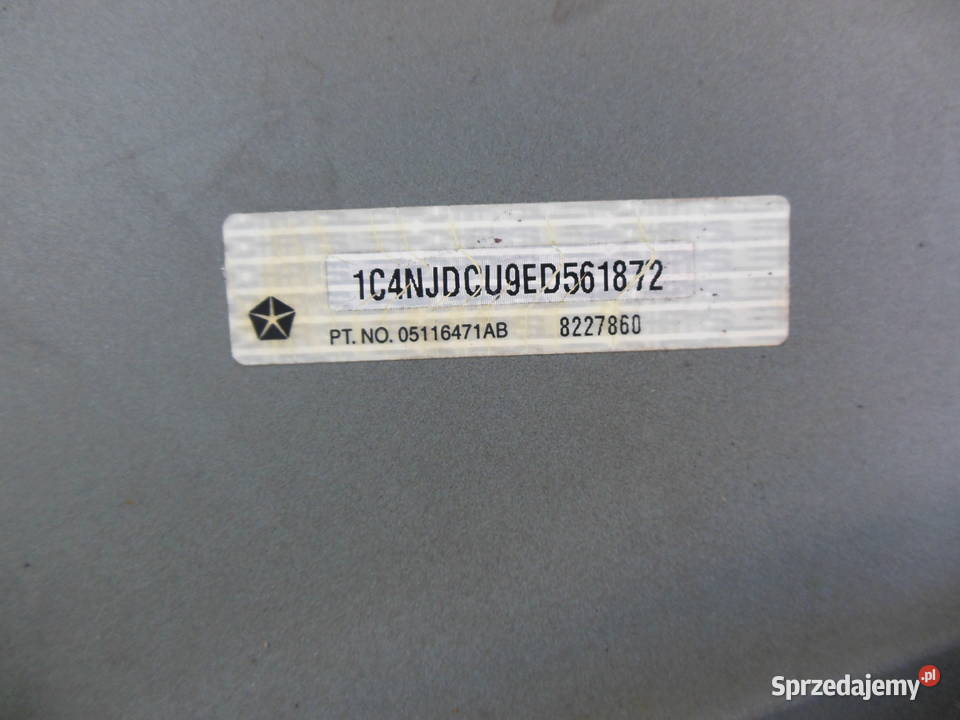 1C4NJDCU9ED561872
PT. NO. 05116471AB 8227860
Sprzedajemy.pl